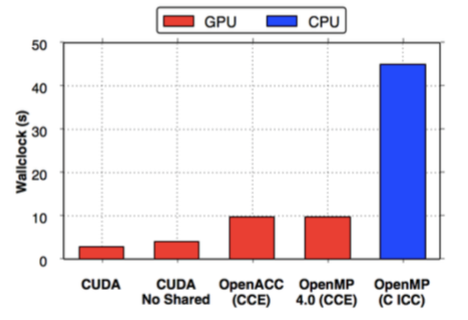 GPU CPU
Wallclock (s)
50
40
30
20
10
0
CUDA CUDA OpenACC OpenMP OpenMP
No Shared (CCE) 4.0 (CCE) (C ICC)